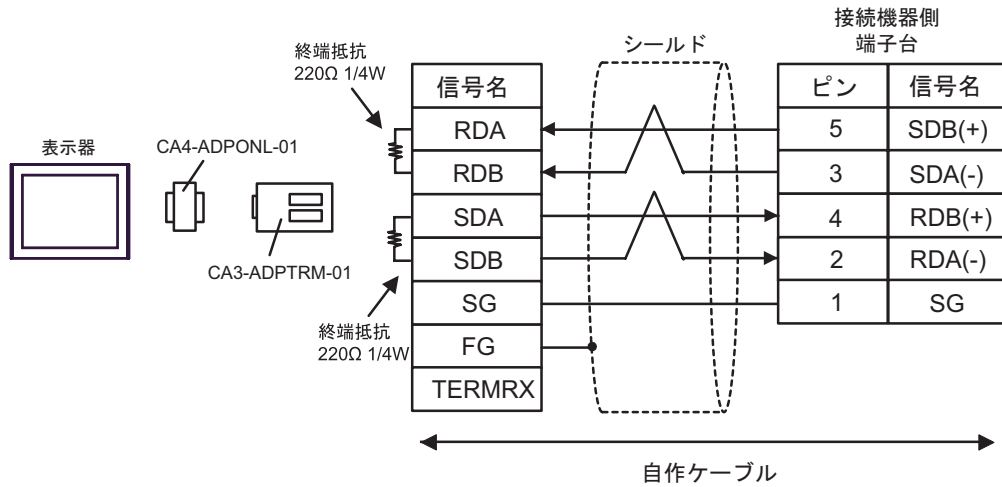 表示器
CA4-ADPONL-01
CA3-ADPTRM-01
終端抵抗
220Ω 1/4W
終端抵抗
220Ω 1/4W
信号名
RDA
RDB
SDA
SDB
SG
FG
TERMRX
シールド
接続機器側
端子台
ピン 信号名
5 SDB(+)
3 SDA(-)
4 RDB(+)
2 RDA(-)
1 SG
自作ケーブル